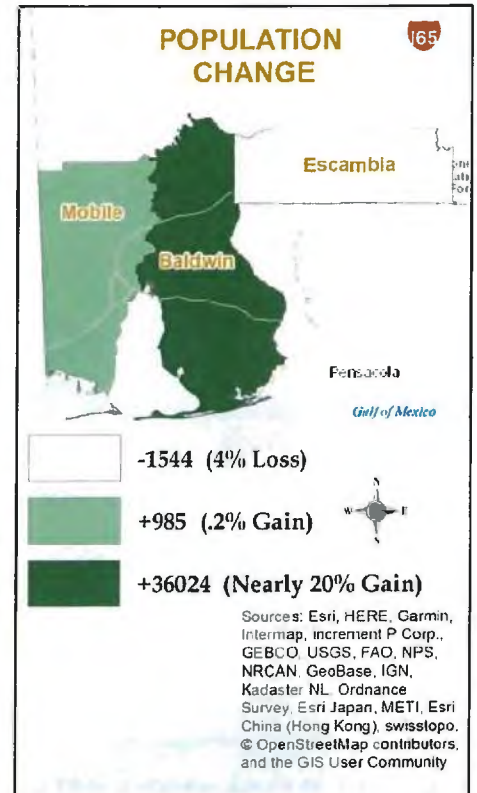 POPULATION
CHANGE
165
Escambia
Mobile
Baldwin
Pensacola
Gulf of Mexico
-1544 (4% Loss)
+985 (.2% Gain)
N
W E
S
+36024 (Nearly 20% Gain)
Sources: Esri, HERE, Garmin,
Intermap, increment P Corp.,
GEBCO, USGS, FAO, NPS,
NRCAN, GeoBase, IGN,
Kadaster NL, Ordnance
Survey, Esri Japan, METI, Esri
China (Hong Kong), swisstopo,
© OpenStreetMap contributors,
and the GIS User Community